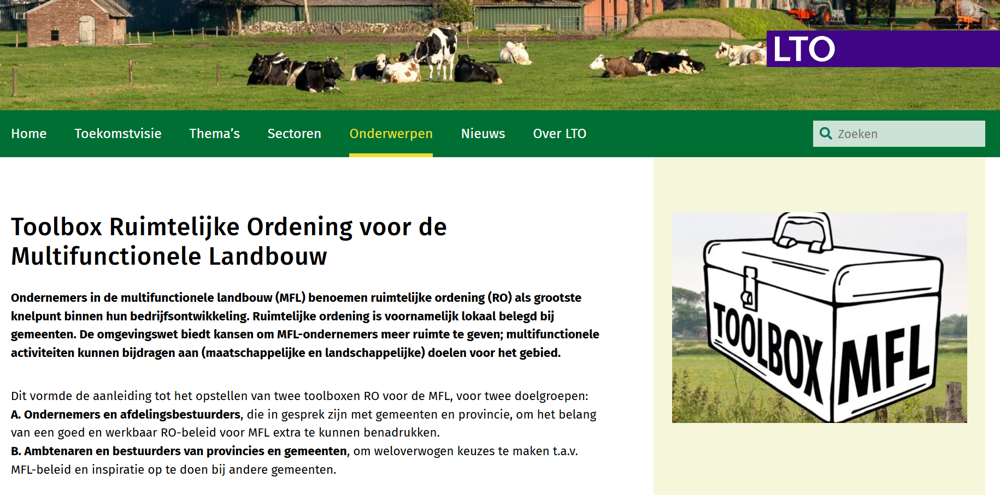 LTO
Home
Toekomstvisie
Thema’s
Sectoren
Onderwerpen
Nieuws
Over LTO
Zoeken
Toolbox Ruimtelijke Ordening voor de
Multifunctionele Landbouw
Ondernemers in de multifunctionele landbouw (MFL) benoemen ruimtelijke ordening (RO) als grootste
knelpunt binnen hun bedrijfsontwikkeling. Ruimtelijke ordening is voornamelijk lokaal belegd bij
gemeenten. De omgevingswet biedt kansen om MFL-ondernemers meer ruimte te geven; multifunctionele
activiteiten kunnen bijdragen aan (maatschappelijke en landschappelijke) doelen voor het gebied.
Dit vormde de aanleiding tot het opstellen van twee toolboxen RO voor de MFL, voor twee doelgroepen:
A. Ondernemers en afdelingsbestuurders, die in gesprek zijn met gemeenten en provincie, om het belang
van een goed en werkbaar RO-beleid voor MFL extra te kunnen benadrukken.
B. Ambtenaren en bestuurders van provincies en gemeenten, om weloverwogen keuzes te maken t.a.v.
MFL-beleid en inspiratie op te doen bij andere gemeenten.
TOOLBOX MFL